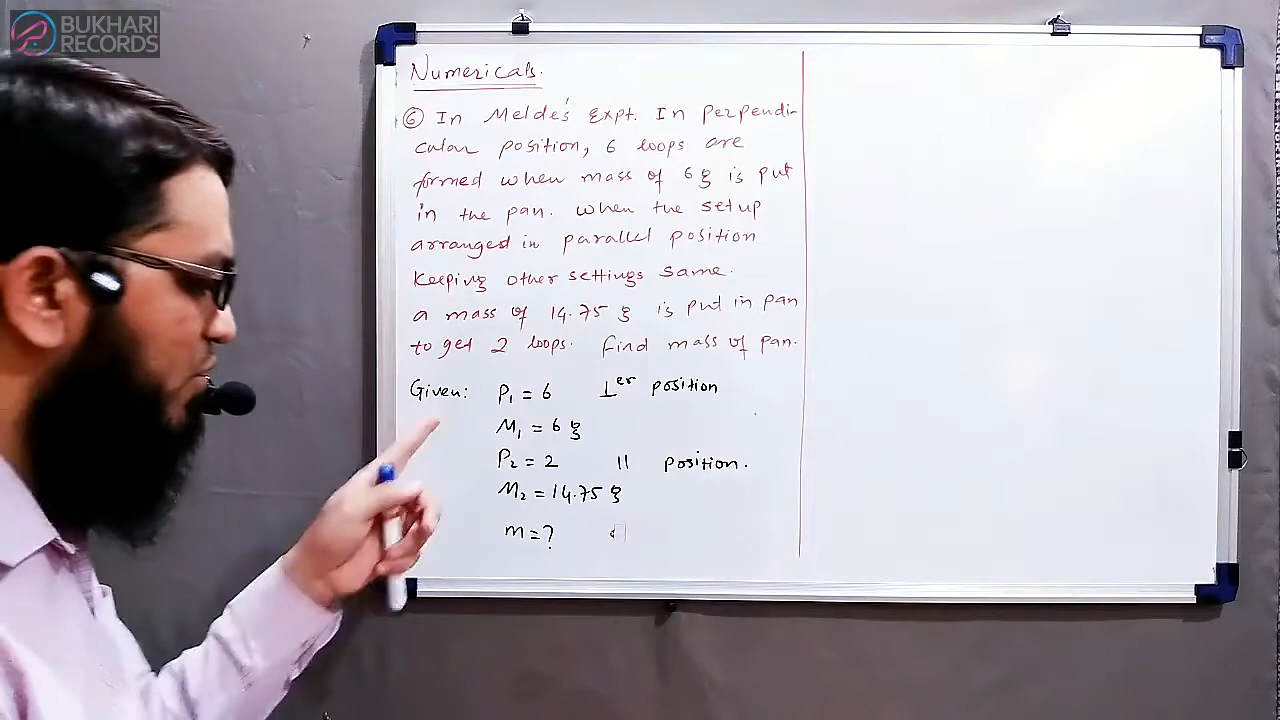 BUKHARI
RECORDS
Numericals.
⑥ In Melde's Expt. In perpendi-
cular position, 6 loops are
formed when mass of 6 g is put
in the pan. When the setup
arranged in parallel position
keeping other settings same.
a mass of 14.75 g is put in pan
to get 2 loops. Find mass of pan.
Given: P₁ = 6 ⊥er position
M₁ = 6 g
P₂ = 2 || position.
M₂ = 14.75 g
m = ?